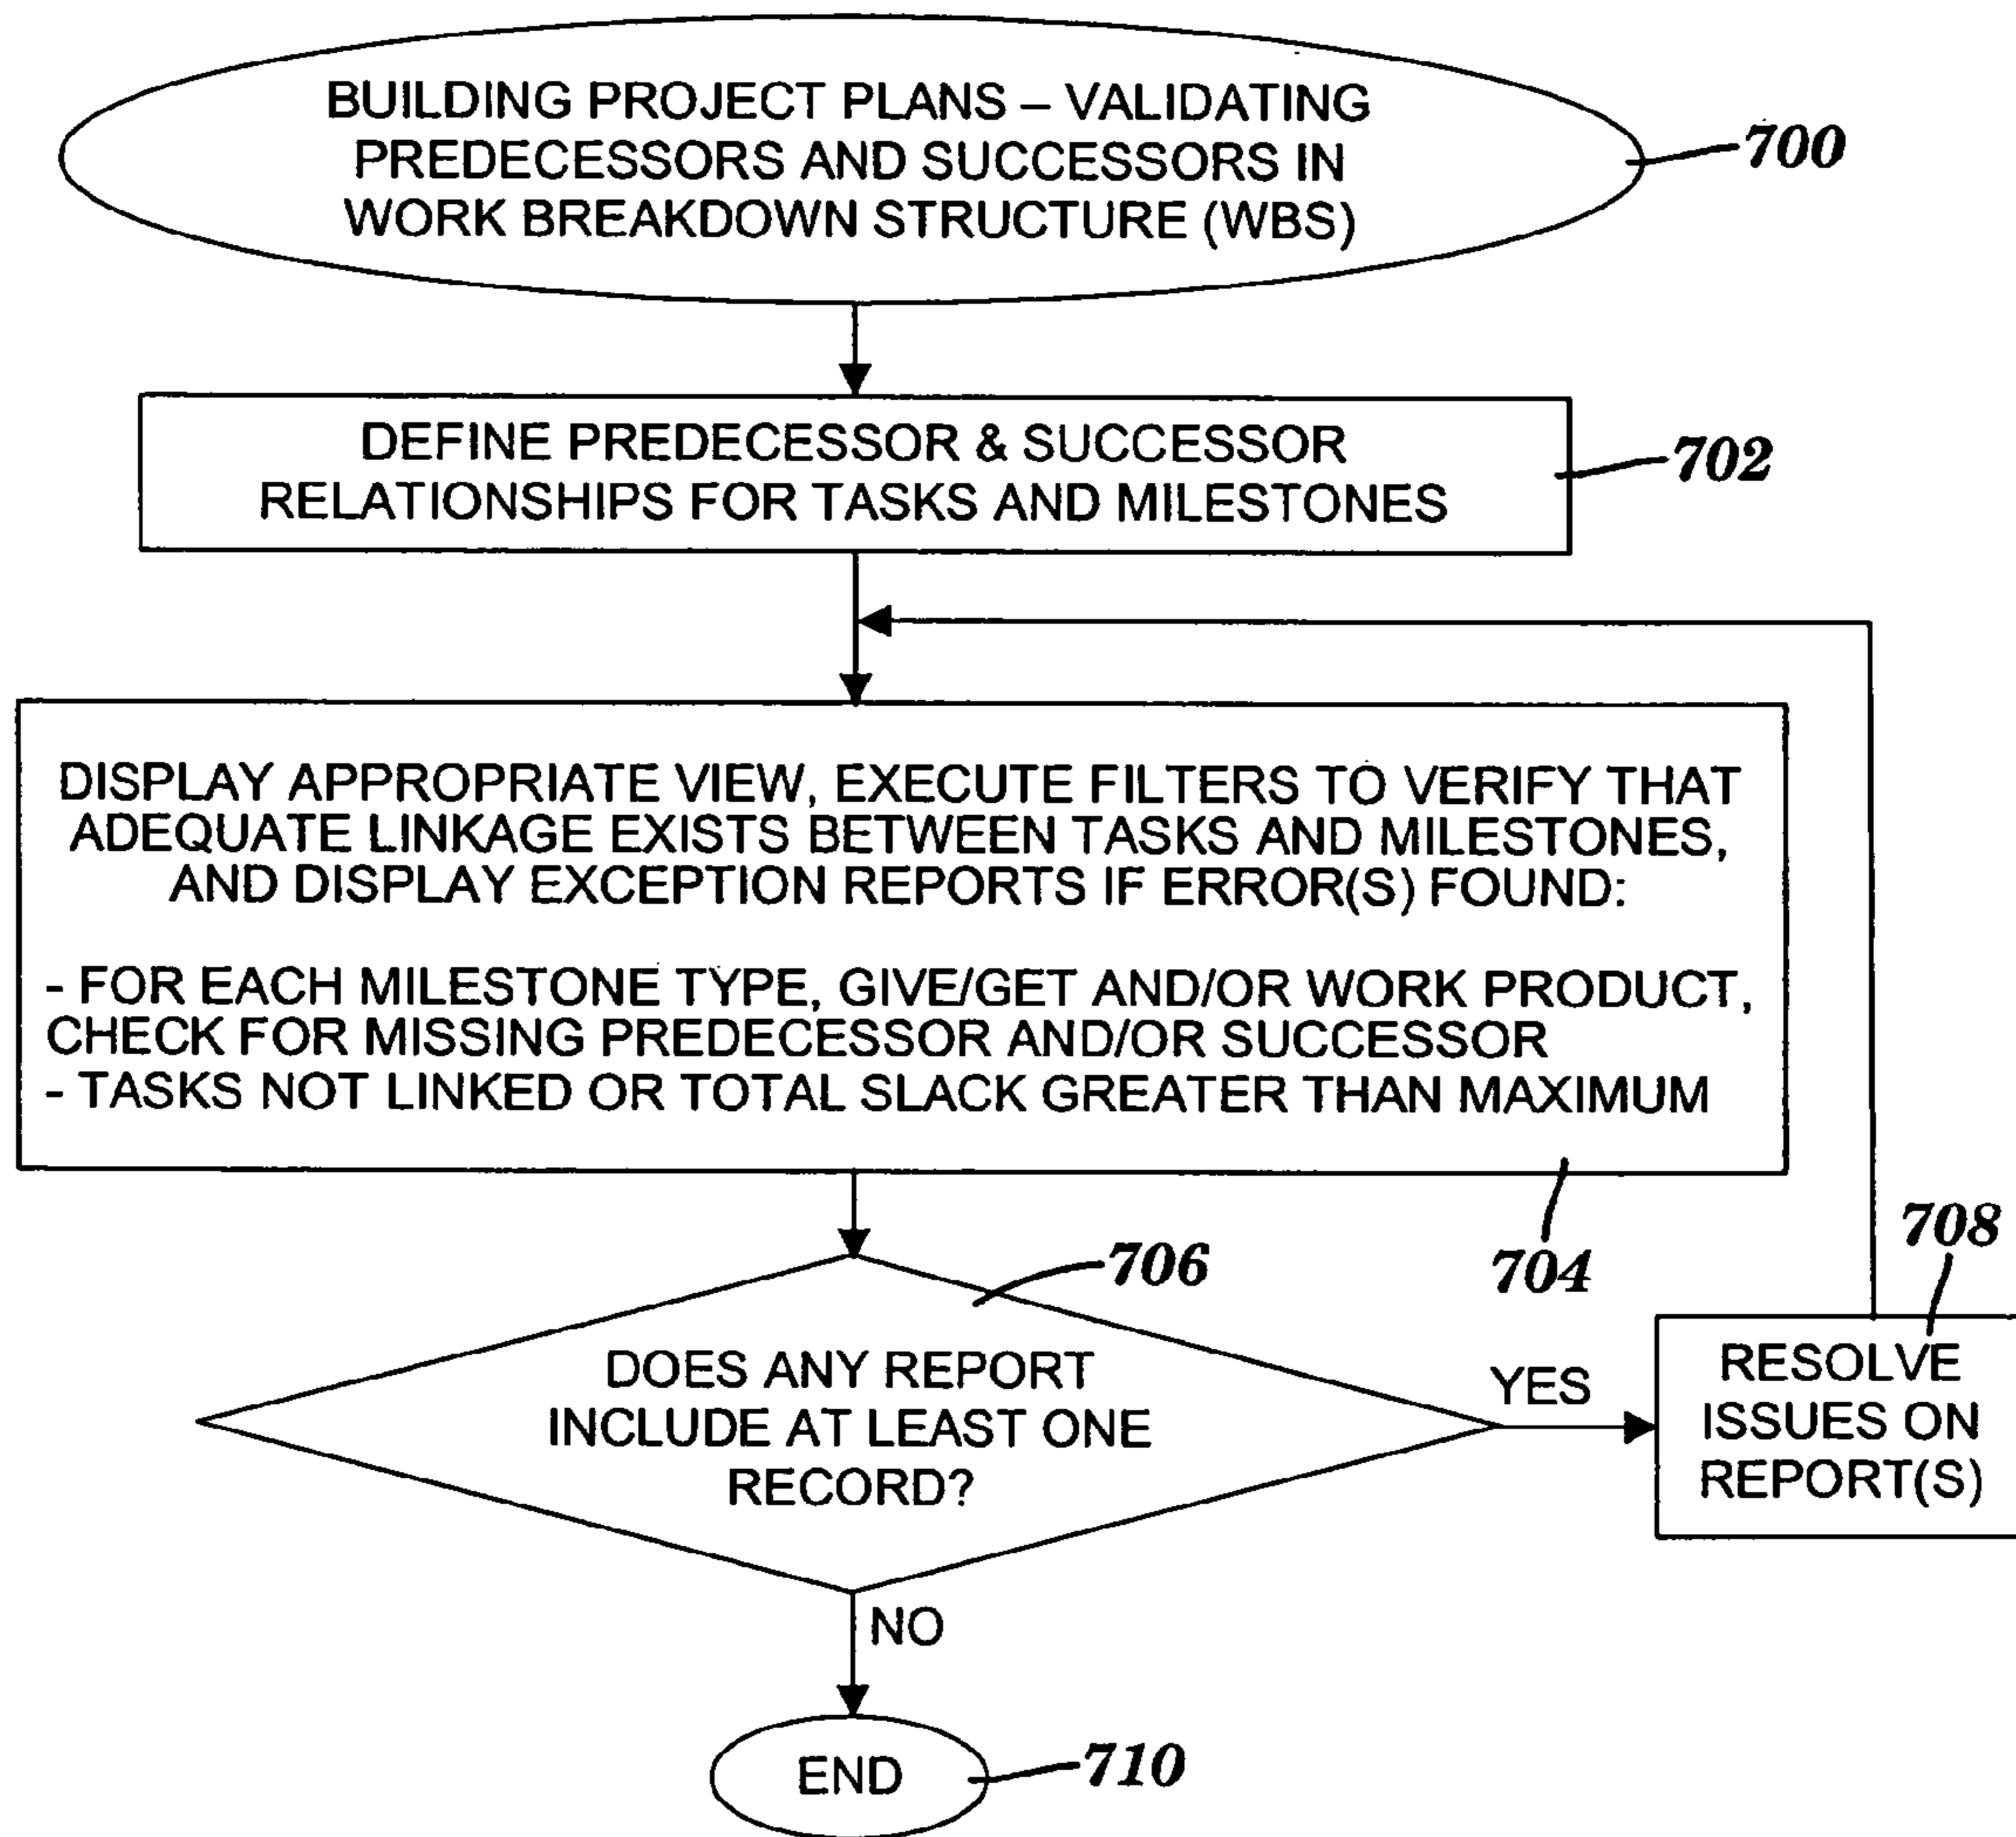 BUILDING PROJECT PLANS – VALIDATING
PREDECESSORS AND SUCCESSORS IN
WORK BREAKDOWN STRUCTURE (WBS)
700
DEFINE PREDECESSOR & SUCCESSOR
RELATIONSHIPS FOR TASKS AND MILESTONES
702
DISPLAY APPROPRIATE VIEW, EXECUTE FILTERS TO VERIFY THAT
ADEQUATE LINKAGE EXISTS BETWEEN TASKS AND MILESTONES,
AND DISPLAY EXCEPTION REPORTS IF ERROR(S) FOUND:
- FOR EACH MILESTONE TYPE, GIVE/GET AND/OR WORK PRODUCT,
CHECK FOR MISSING PREDECESSOR AND/OR SUCCESSOR
- TASKS NOT LINKED OR TOTAL SLACK GREATER THAN MAXIMUM
704
706
DOES ANY REPORT
INCLUDE AT LEAST ONE
RECORD?
YES
708
RESOLVE
ISSUES ON
REPORT(S)
NO
END
710